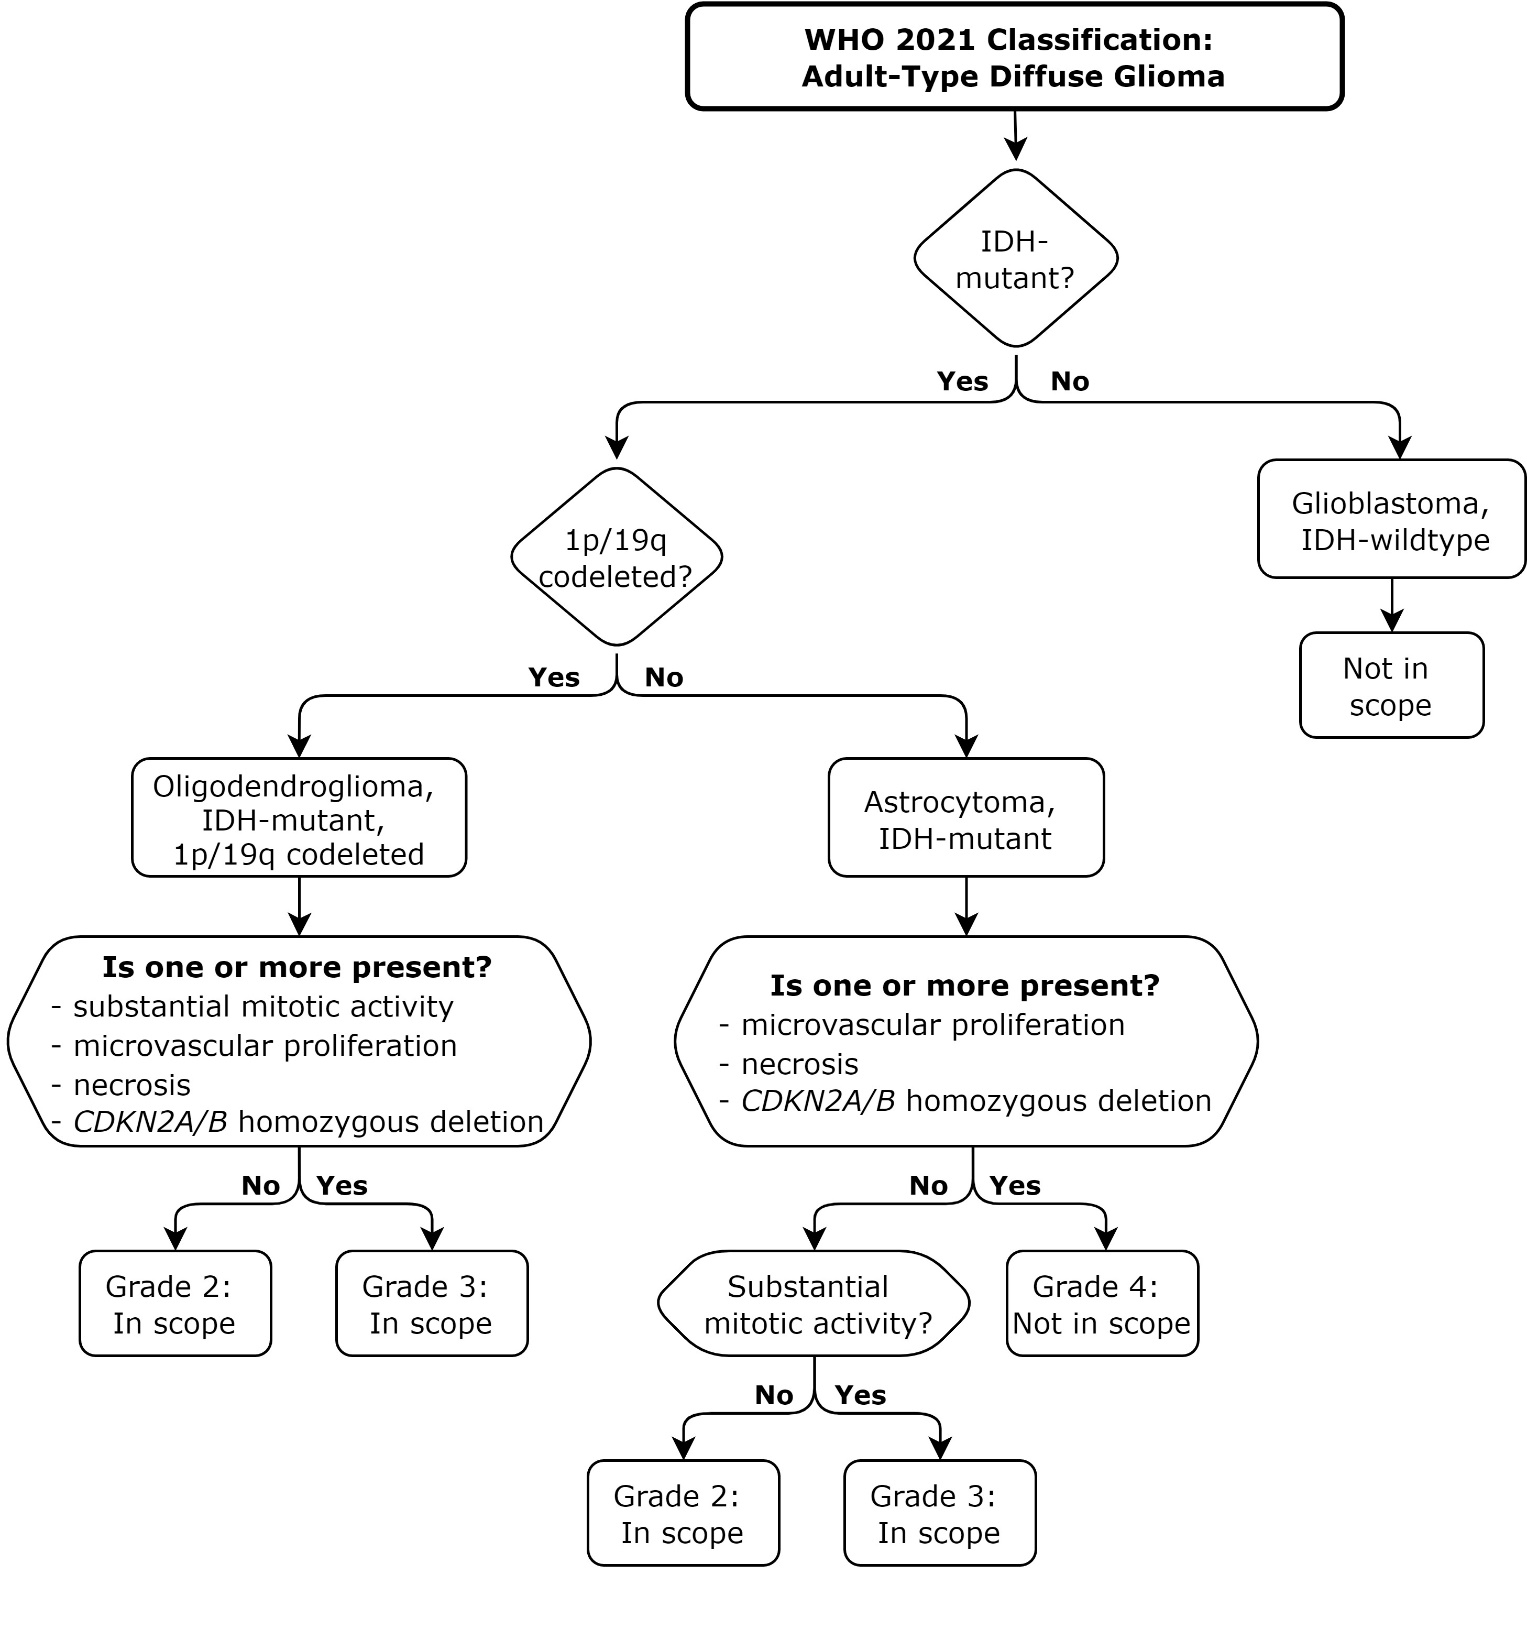 WHO 2021 Classification:
Adult-Type Diffuse Glioma
IDH-
mutant?
Yes
No
1p/19q
codeleted?
Glioblastoma,
IDH-wildtype
Not in
scope
Yes
No
Oligodendroglioma,
IDH-mutant,
1p/19q codeleted
Astrocytoma,
IDH-mutant
Is one or more present?
- substantial mitotic activity
- microvascular proliferation
- necrosis
- CDKN2A/B homozygous deletion
Is one or more present?
- microvascular proliferation
- necrosis
- CDKN2A/B homozygous deletion
No
Yes
No
Yes
Grade 2:
In scope
Grade 3:
In scope
Substantial
mitotic activity?
Grade 4:
Not in scope
No
Yes
Grade 2:
In scope
Grade 3:
In scope